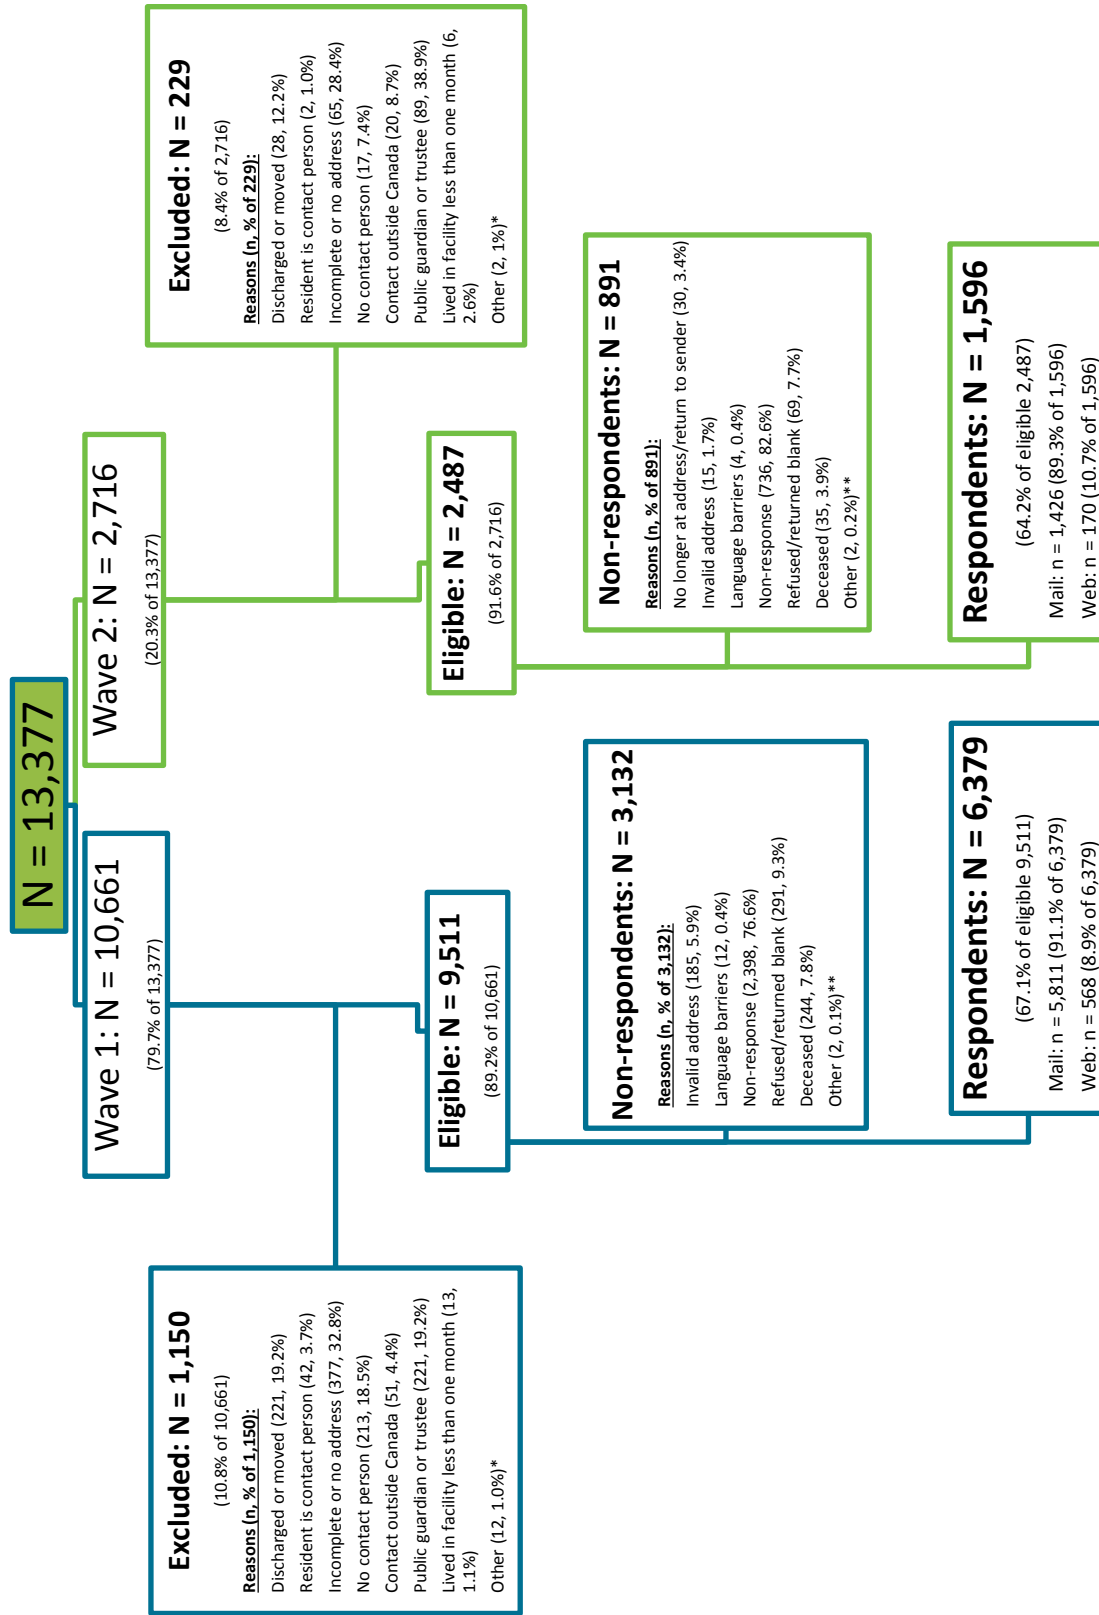 N = 13,377
Wave 1: N = 10,661
(79.7% of 13,377)
Wave 2: N = 2,716
(20.3% of 13,377)
Excluded: N = 1,150
(10.8% of 10,661)
Reasons (n, % of 1,150):
Discharged or moved (221, 19.2%)
Resident is contact person (42, 3.7%)
Incomplete or no address (377, 32.8%)
No contact person (213, 18.5%)
Contact outside Canada (51, 4.4%)
Public guardian or trustee (221, 19.2%)
Lived in facility less than one month (13,
1.1%)
Other (12, 1.0%)*
Excluded: N = 229
(8.4% of 2,716)
Reasons (n, % of 229):
Discharged or moved (28, 12.2%)
Resident is contact person (2, 1.0%)
Incomplete or no address (65, 28.4%)
No contact person (17, 7.4%)
Contact outside Canada (20, 8.7%)
Public guardian or trustee (89, 38.9%)
Lived in facility less than one month (6,
2.6%)
Other (2, 1%)*
Eligible: N = 9,511
(89.2% of 10,661)
Eligible: N = 2,487
(91.6% of 2,716)
Non-respondents: N = 3,132
Reasons (n, % of 3,132):
Invalid address (185, 5.9%)
Language barriers (12, 0.4%)
Non-response (2,398, 76.6%)
Refused/returned blank (291, 9.3%)
Deceased (244, 7.8%)
Other (2, 0.1%)**
Non-respondents: N = 891
Reasons (n, % of 891):
No longer at address/return to sender (30, 3.4%)
Invalid address (15, 1.7%)
Language barriers (4, 0.4%)
Non-response (736, 82.6%)
Refused/returned blank (69, 7.7%)
Deceased (35, 3.9%)
Other (2, 0.2%)**
Respondents: N = 6,379
(67.1% of eligible 9,511)
Mail: n = 5,811 (91.1% of 6,379)
Web: n = 568 (8.9% of 6,379)
Respondents: N = 1,596
(64.2% of eligible 2,487)
Mail: n = 1,426 (89.3% of 1,596)
Web: n = 170 (10.7% of 1,596)